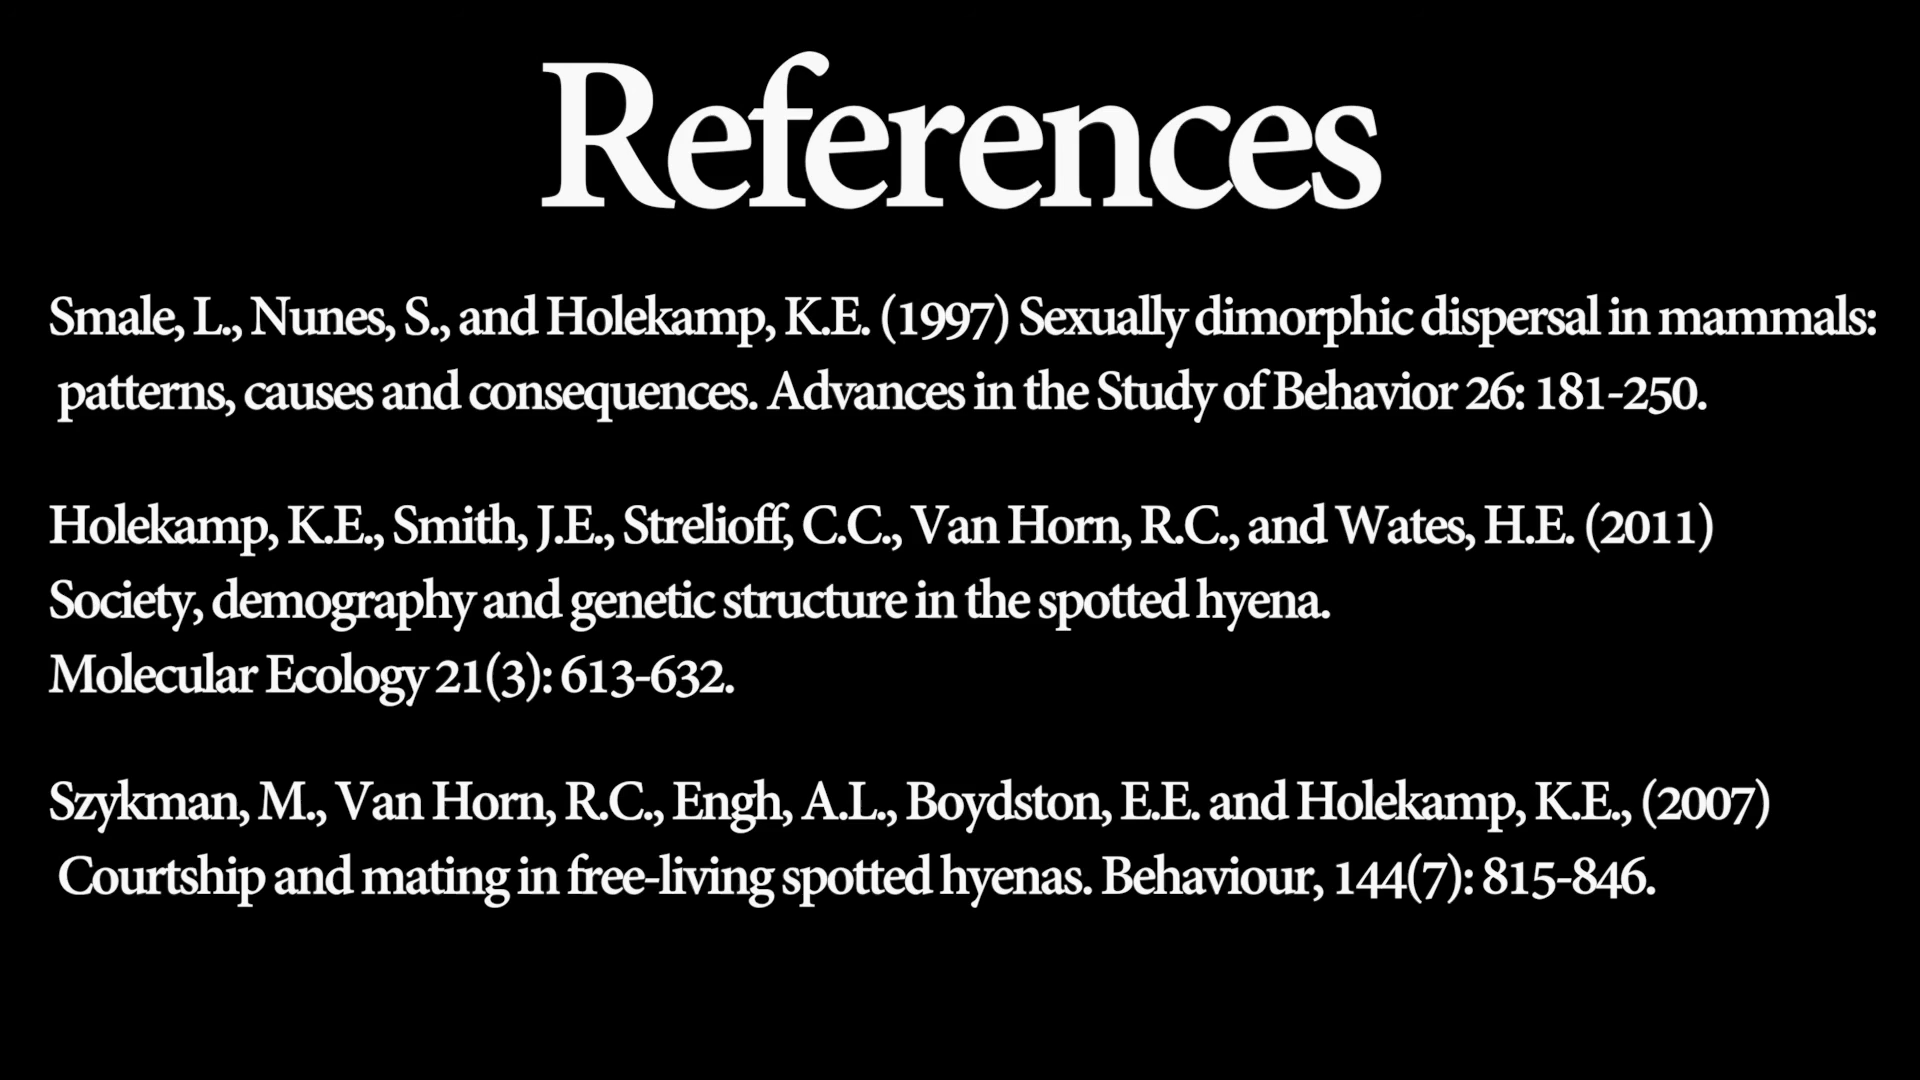 References
Smale, L., Nunes, S., and Holekamp, K.E. (1997) Sexually dimorphic dispersal in mammals:
patterns, causes and consequences. Advances in the Study of Behavior 26: 181-250.
Holekamp, K.E., Smith, J.E., Strelioff, C.C., Van Horn, R.C., and Wates, H.E. (2011)
Society, demography and genetic structure in the spotted hyena.
Molecular Ecology 21(3): 613-632.
Szykman, M., Van Horn, R.C., Engh, A.L., Boydston, E.E. and Holekamp, K.E., (2007)
Courtship and mating in free-living spotted hyenas. Behaviour, 144(7): 815-846.